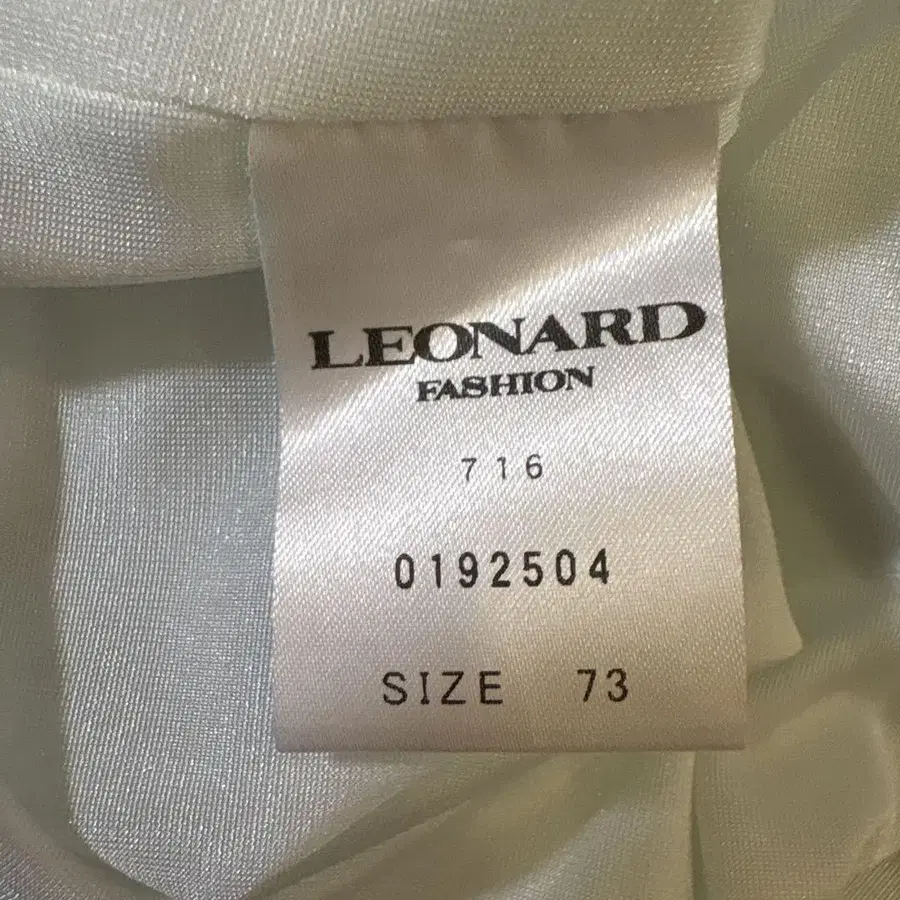 LEONARD
FASHION
716
0192504
SIZE 73